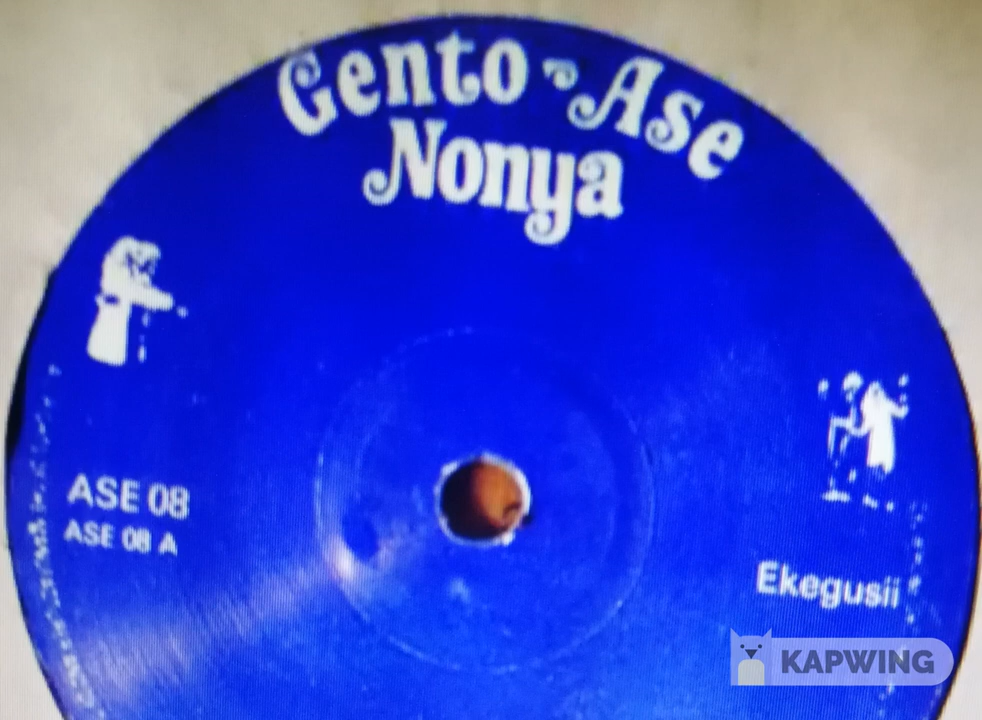 Gento-Ase
Nonya
ASE 08
ASE 08 A
Ekegusii
KAPWING